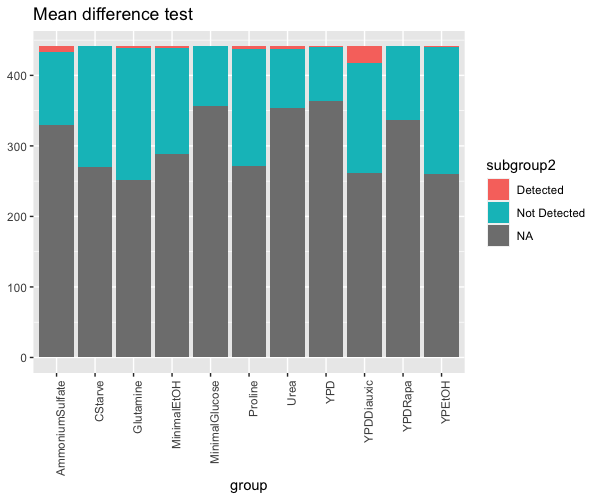 Mean difference test
400
300
200
100
0
AmmoniumSulfate
CStarve
Glutamine
MinimalEtOH
MinimalGlucose
Proline
Urea
YPD
YPDDiauxic
YPDRapa
YPEtOH
group
subgroup2
Detected
Not Detected
NA